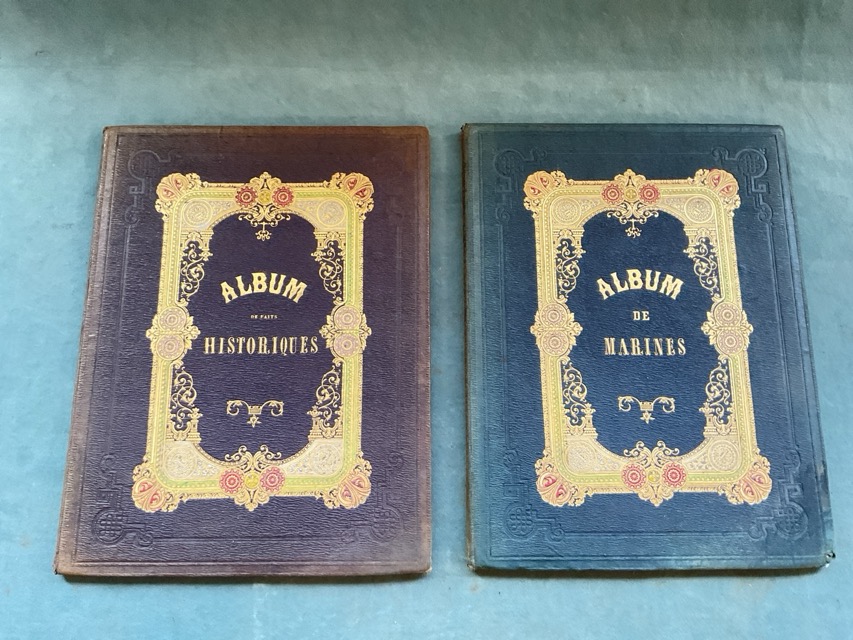 ALBUM
DE FAITS
HISTORIQUES
ALBUM
DE
MARINES